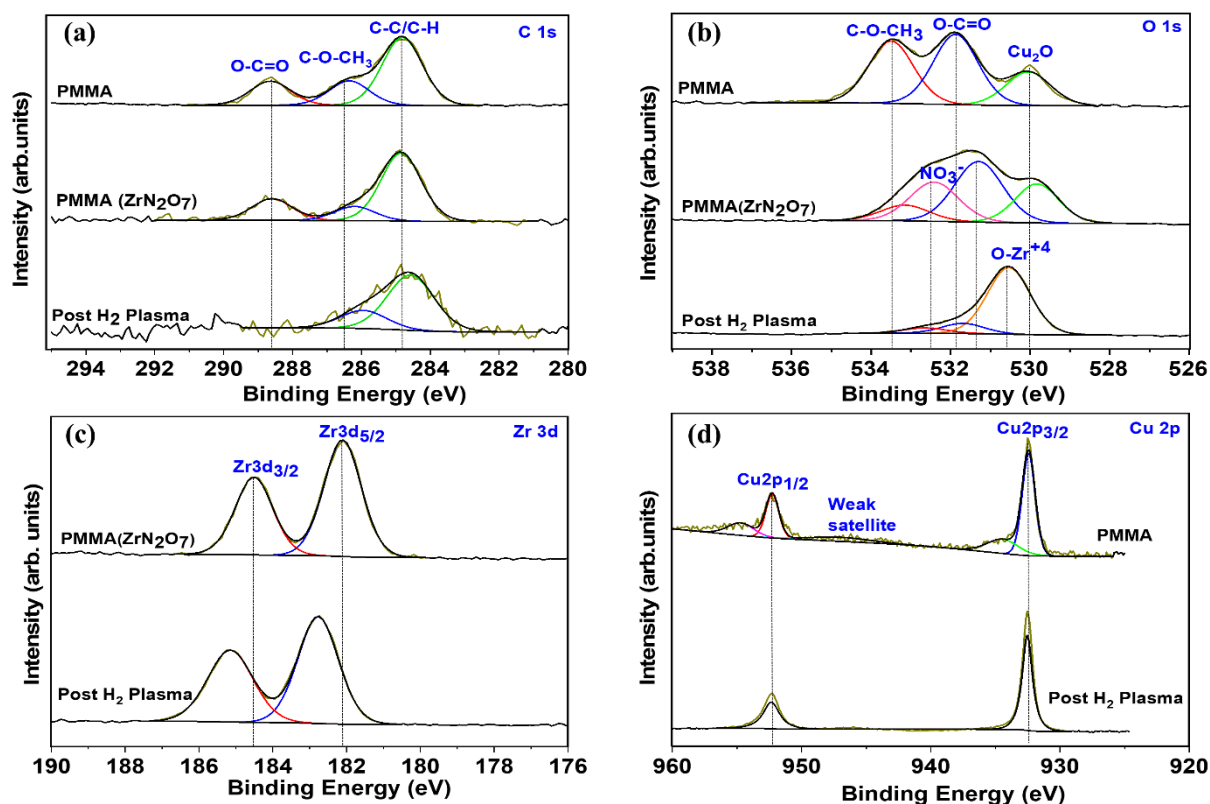 (a)
C 1s
C-C/C-H
C-O-CH3
O-C=O
PMMA
PMMA (ZrN2O7)
Post H2 Plasma
Intensity (arb.units)
294 292 290 288 286 284 282 280
Binding Energy (eV)
(b)
O 1s
C-O-CH3
O-C=O
Cu2O
PMMA
NO3-
PMMA(ZrN2O7)
O-Zr+4
Post H2 Plasma
Intensity (arb.units)
538 536 534 532 530 528 526
Binding Energy (eV)
(c)
Zr 3d
Zr3d5/2
Zr3d3/2
PMMA(ZrN2O7)
Post H2 Plasma
Intensity (arb. units)
190 188 186 184 182 180 178 176
Binding Energy (eV)
(d)
Cu 2p
Cu2p3/2
Cu2p1/2
Weak
satellite
PMMA
Post H2 Plasma
Intensity (arb. units)
960 950 940 930 920
Binding Energy (eV)